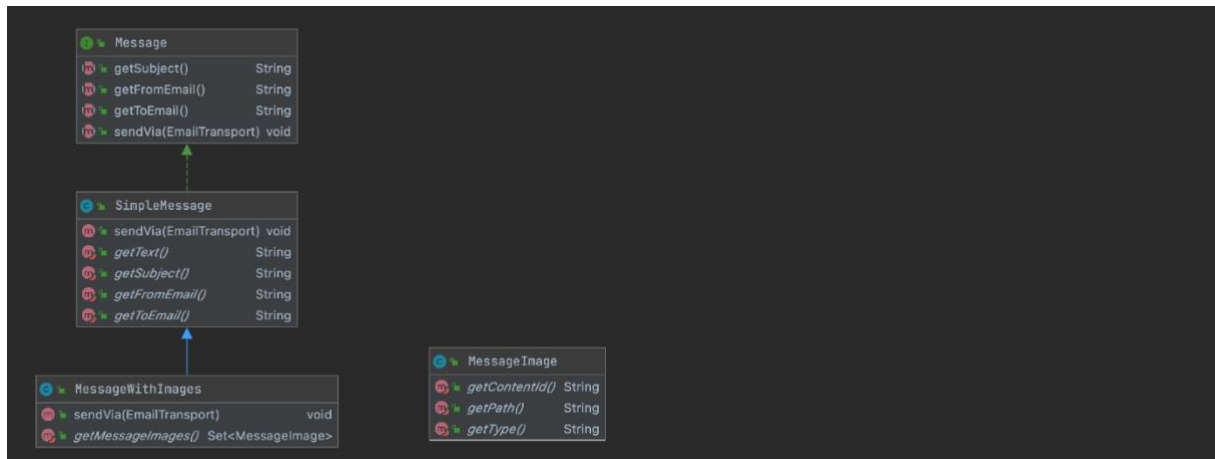 Message
getSubject() String
getFromEmail() String
getToEmail() String
sendVia(EmailTransport) void
SimpleMessage
sendVia(EmailTransport) void
getText() String
getSubject() String
getFromEmail() String
getToEmail() String
MessageWithImages
sendVia(EmailTransport) void
getMessageImages() Set<MessageImage>
MessageImage
getContentId() String
getPath() String
getType() String